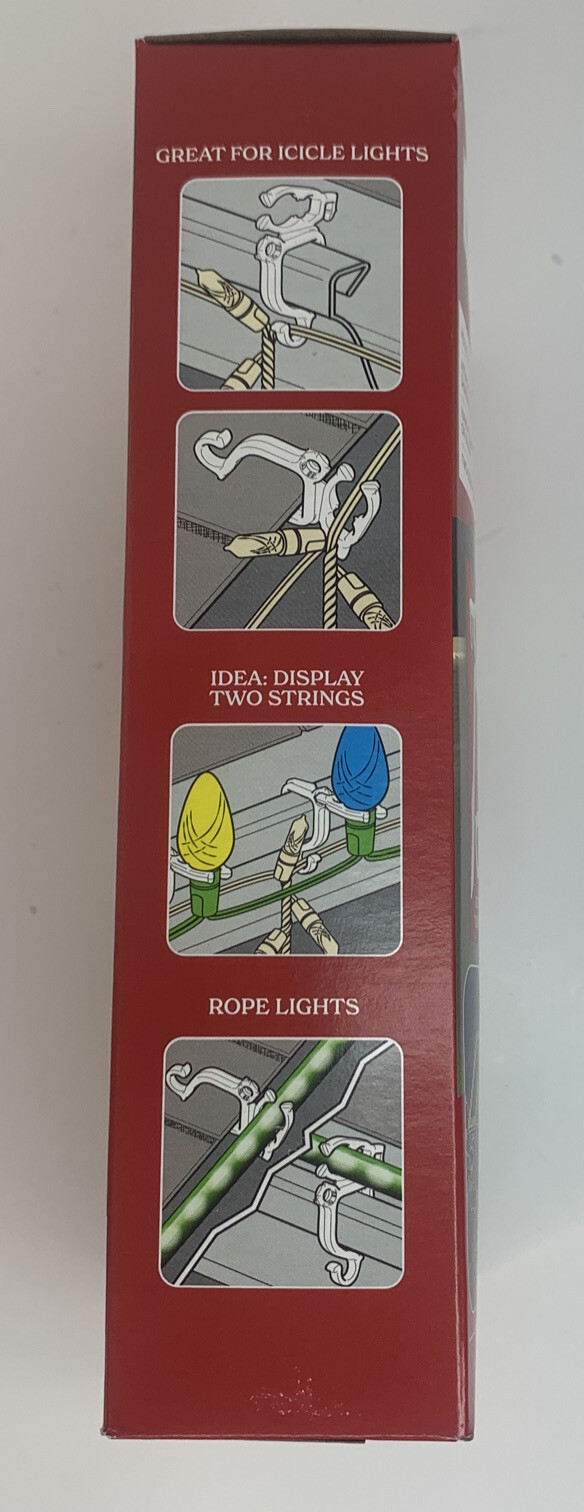 GREAT FOR ICICLE LIGHTS
IDEA: DISPLAY
TWO STRINGS
ROPE LIGHTS